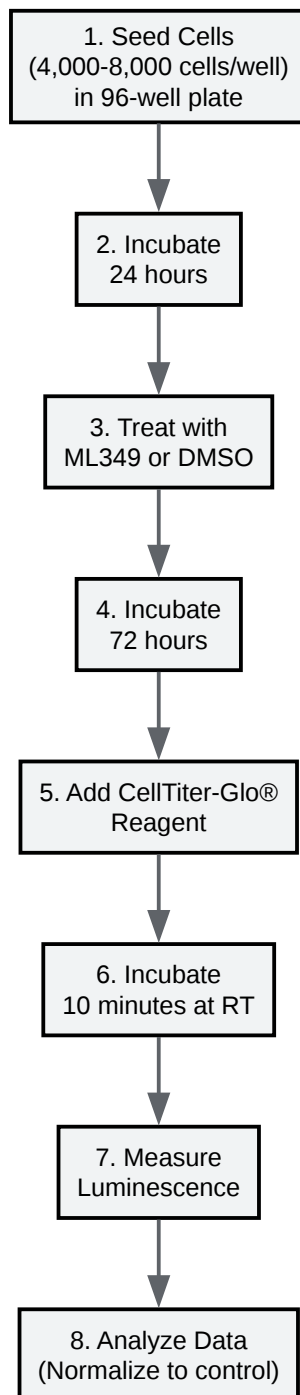 1. Seed Cells
(4,000-8,000 cells/well)
in 96-well plate
2. Incubate
24 hours
3. Treat with
ML349 or DMSO
4. Incubate
72 hours
5. Add CellTiter-Glo®
Reagent
6. Incubate
10 minutes at RT
7. Measure
Luminescence
8. Analyze Data
(Normalize to control)